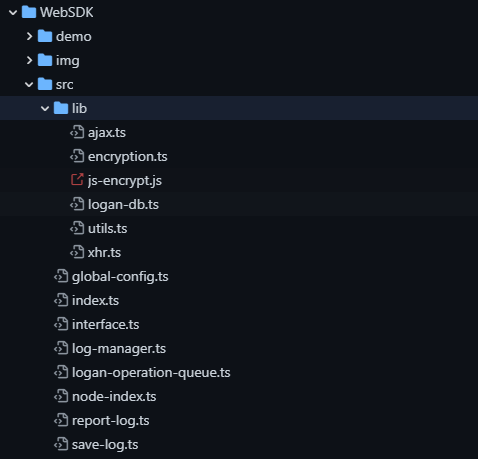 WebSDK
demo
img
src
lib
ajax.ts
encryption.ts
js-encrypt.js
logan-db.ts
utils.ts
xhr.ts
global-config.ts
index.ts
interface.ts
log-manager.ts
logan-operation-queue.ts
node-index.ts
report-log.ts
save-log.ts